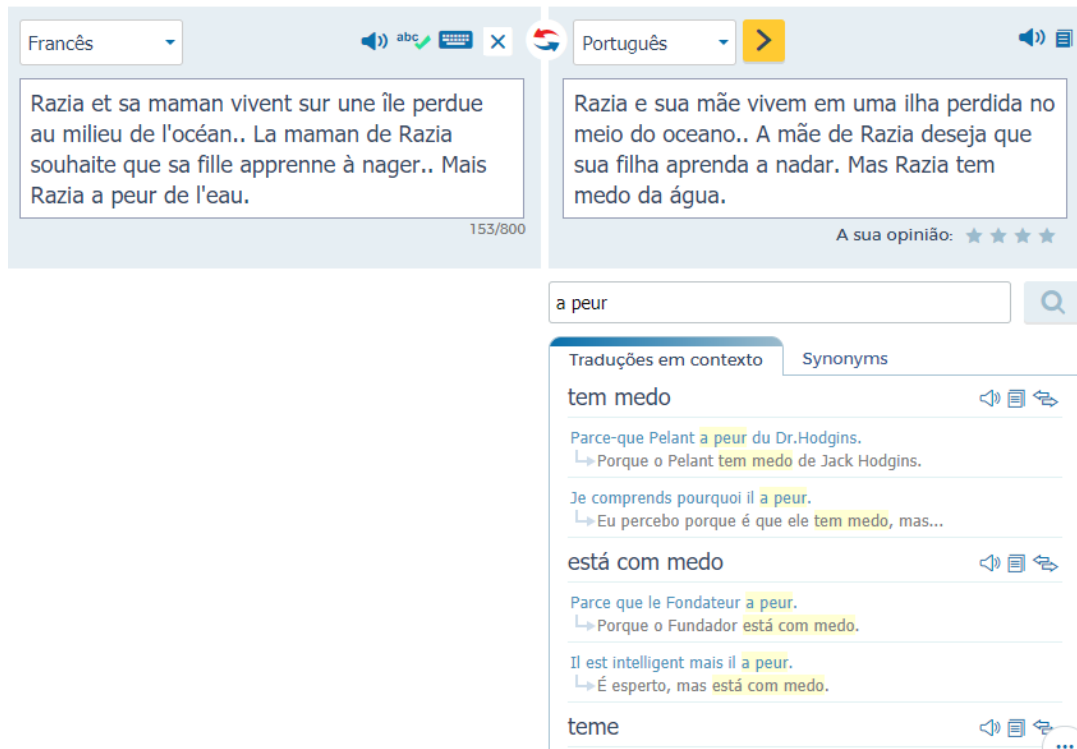 Francês
abc
Português
Razia et sa maman vivent sur une île perdue
au milieu de l'océan.. La maman de Razia
souhaite que sa fille apprenne à nager.. Mais
Razia a peur de l'eau.
153/800
Razia e sua mãe vivem em uma ilha perdida no
meio do oceano.. A mãe de Razia deseja que
sua filha aprenda a nadar. Mas Razia tem
medo da água.
A sua opinião:
a peur
Traduções em contexto
Synonyms
tem medo
Parce-que Pelant a peur du Dr.Hodgins.
Porque o Pelant tem medo de Jack Hodgins.
Je comprends pourquoi il a peur.
Eu percebo porque é que ele tem medo, mas...
está com medo
Parce que le Fondateur a peur.
Porque o Fundador está com medo.
Il est intelligent mais il a peur.
É esperto, mas está com medo.
teme